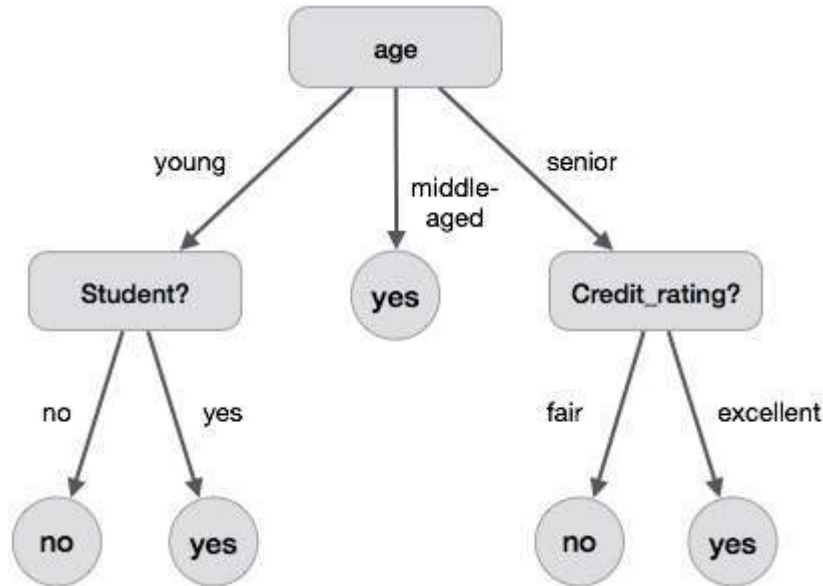 age
young
middle-
aged
senior
Student?
yes
Credit_rating?
no
yes
fair
excellent
no
yes
no
yes